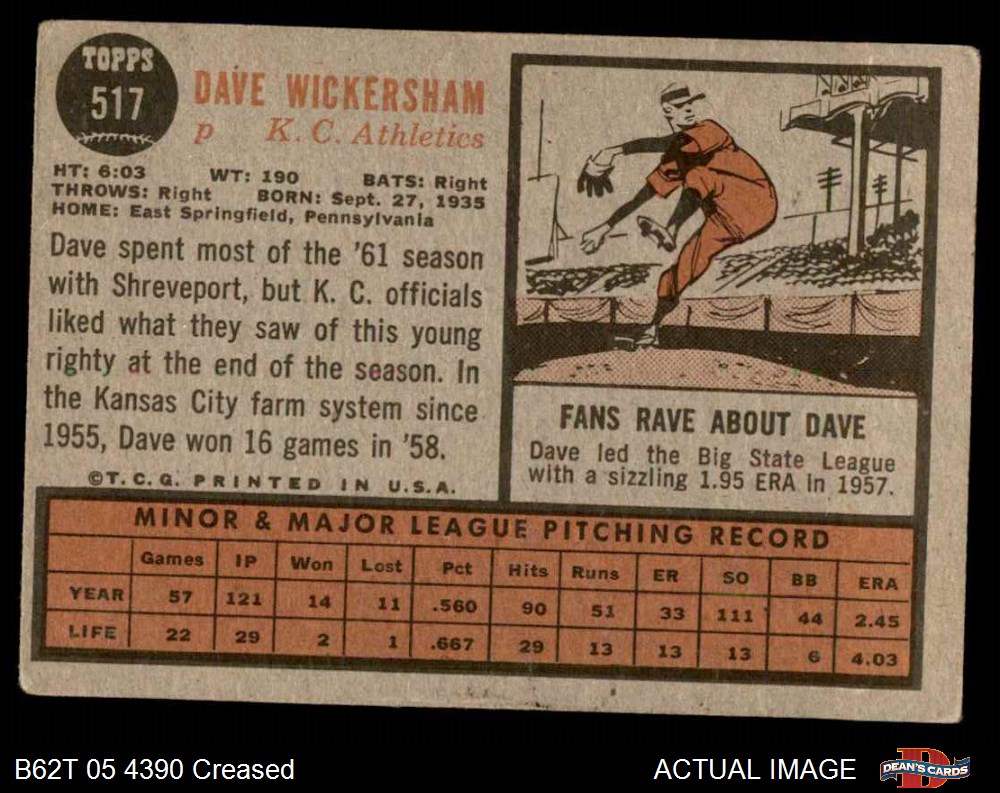 TOPPS
517
DAVE WICKERSHAM
p K. C. Athletics
HT: 6:03 WT: 190 BATS: Right
THROWS: Right BORN: Sept. 27, 1935
HOME: East Springfield, Pennsylvania
Dave spent most of the '61 season
with Shreveport, but K. C. officials
liked what they saw of this young
righty at the end of the season. In
the Kansas City farm system since
1955, Dave won 16 games in '58.
©T. C. G. PRINTED IN U.S.A.
FANS RAVE ABOUT DAVE
Dave led the Big State League
with a sizzling 1.95 ERA in 1957.
MINOR & MAJOR LEAGUE PITCHING RECORD
Games IP Won Lost Pct Hits Runs ER SO BB ERA
YEAR 57 121 14 11 .560 90 51 33 111 44 2.45
LIFE 22 29 2 1 .667 29 13 13 13 6 4.03
B62T 05 4390 Creased
ACTUAL IMAGE
D
DEAN'S CARDS